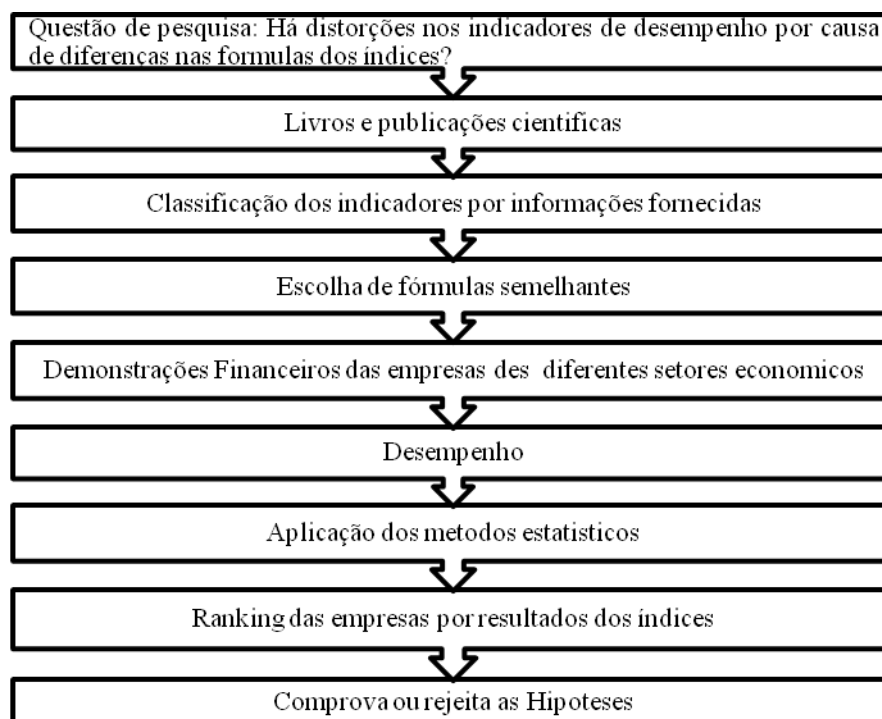 Questão de pesquisa: Há distorções nos indicadores de desempenho por causa
de diferenças nas formulas dos índices?
Livros e publicações cientificas
Classificação dos indicadores por informações fornecidas
Escolha de fórmulas semelhantes
Demonstrações Financeiros das empresas des diferentes setores economicos
Desempenho
Aplicação dos metodos estatisticos
Ranking das empresas por resultados dos índices
Comprova ou rejeita as Hipoteses